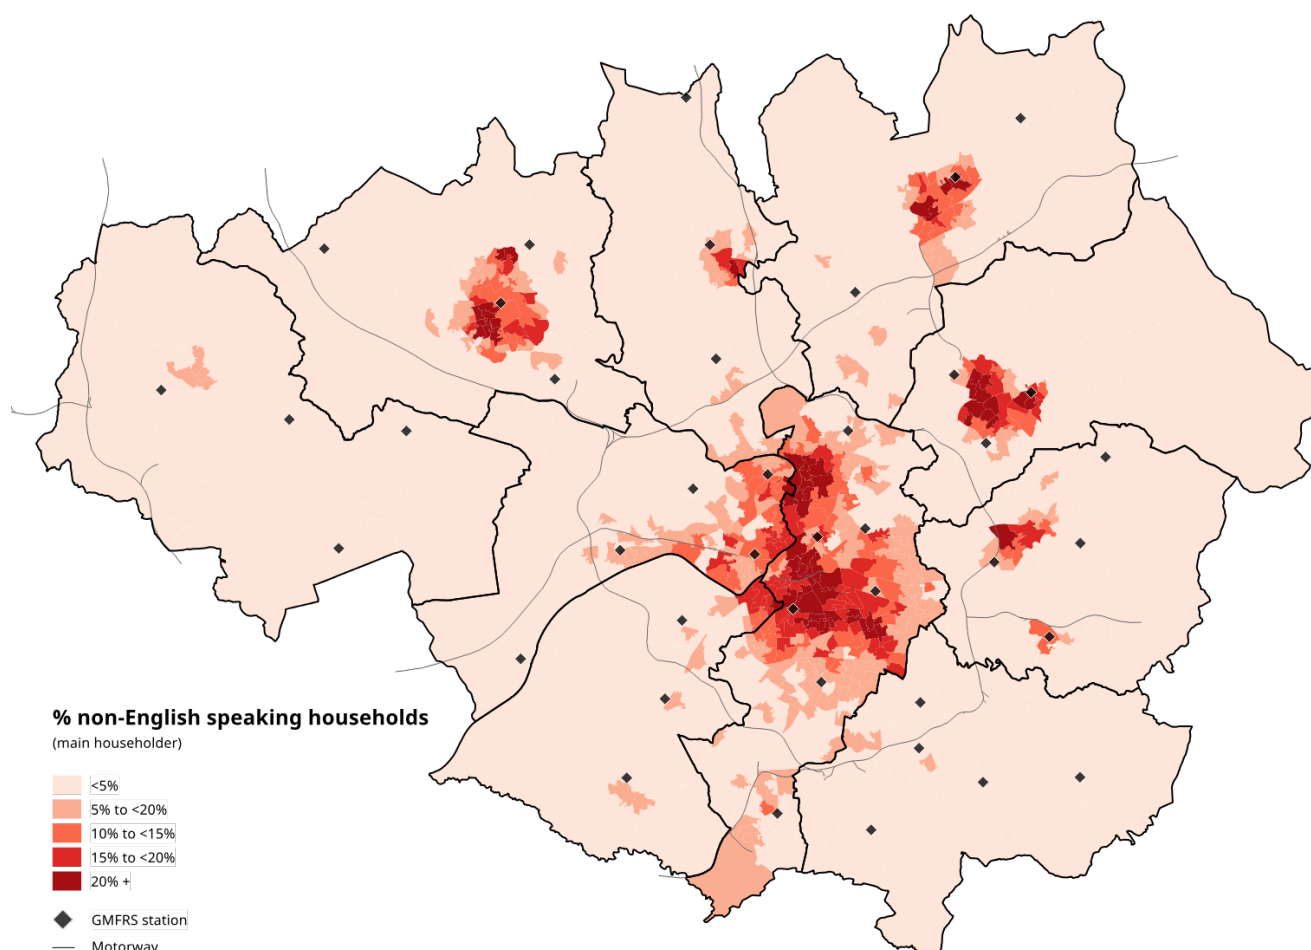 % non-English speaking households
(main householder)
<5%
5% to <20%
10% to <15%
15% to <20%
20% +
GMFRS station
Motorway